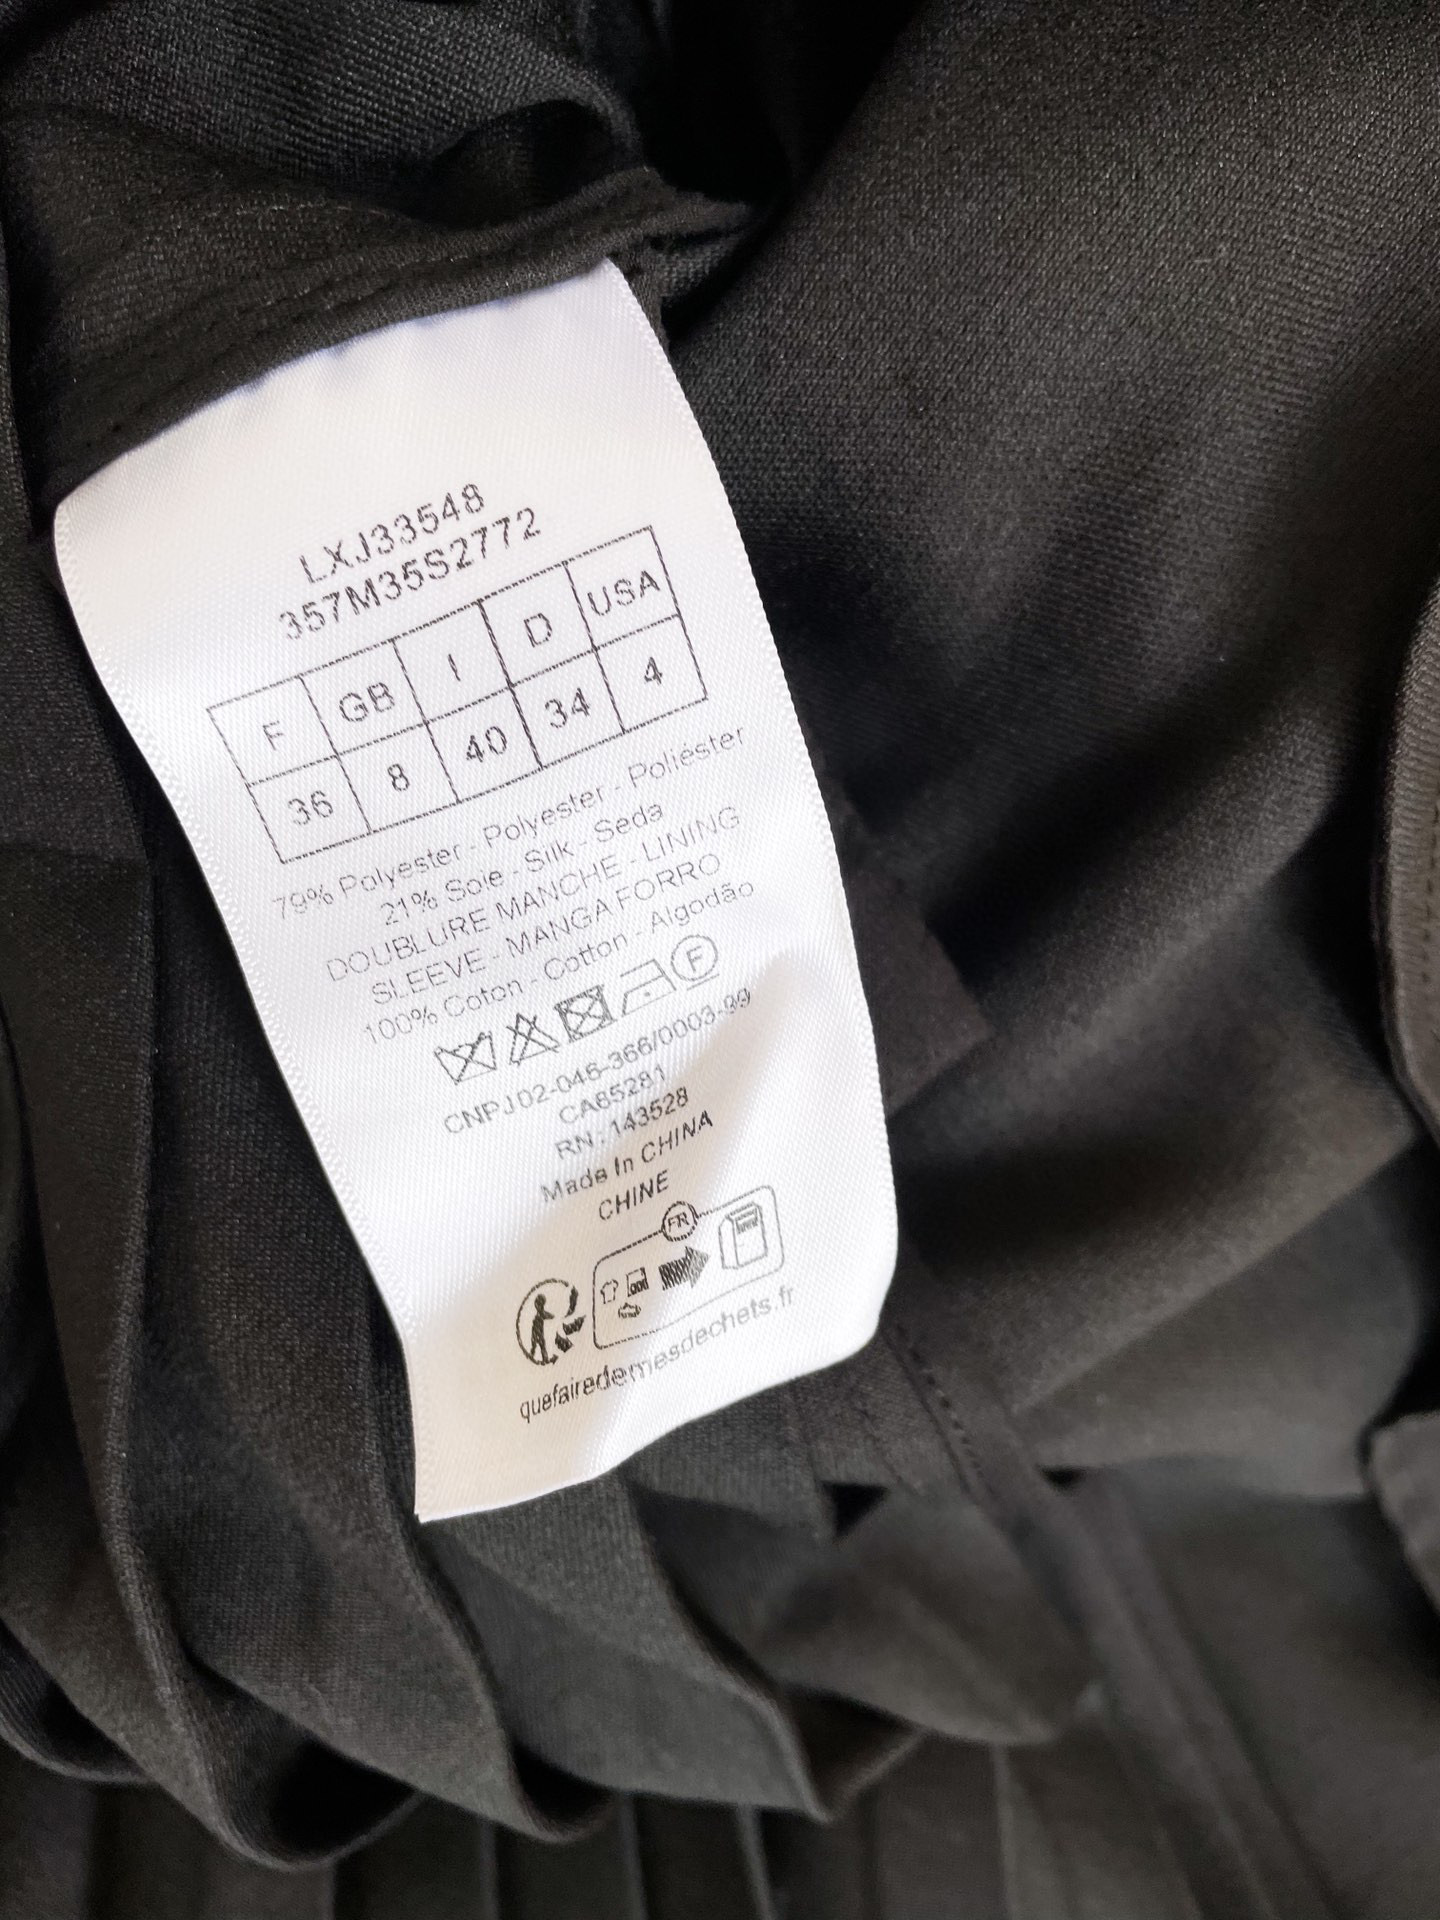 LXJ33548
357M35S2772
F GB I D USA
36 8 40 34 4
79% Polyester - Polyester - Poliéster
21% Soie - Silk - Seda
DOUBLURE MANCHE - LINING
SLEEVE - MANGA FORRO
100% Coton - Cotton - Algodão
F
CNPJ 02-046-366/0003-99
CA65281
RN : 143528
Made In CHINA
CHINE
FR
quefairedemesdechets.fr